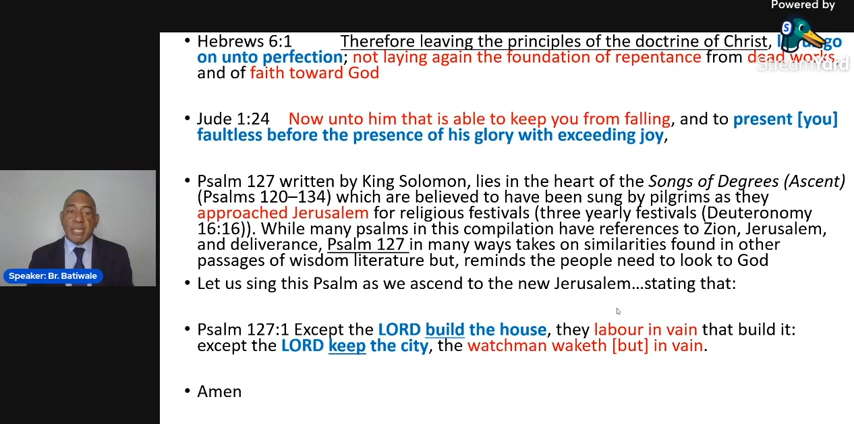 Powered by
StreamYard
• Hebrews 6:1 Therefore leaving the principles of the doctrine of Christ, go
on unto perfection; not laying again the foundation of repentance from dead works,
and of faith toward God
• Jude 1:24 Now unto him that is able to keep you from falling, and to present [you]
faultless before the presence of his glory with exceeding joy,
• Psalm 127 written by King Solomon, lies in the heart of the Songs of Degrees (Ascent)
(Psalms 120–134) which are believed to have been sung by pilgrims as they
approached Jerusalem for religious festivals (three yearly festivals (Deuteronomy
16:16)). While many psalms in this compilation have references to Zion, Jerusalem,
and deliverance, Psalm 127 in many ways takes on similarities found in other
passages of wisdom literature but, reminds the people need to look to God
• Let us sing this Psalm as we ascend to the new Jerusalem…stating that:
• Psalm 127:1 Except the LORD build the house, they labour in vain that build it:
except the LORD keep the city, the watchman waketh [but] in vain.
• Amen
Speaker: Br. Batiwale